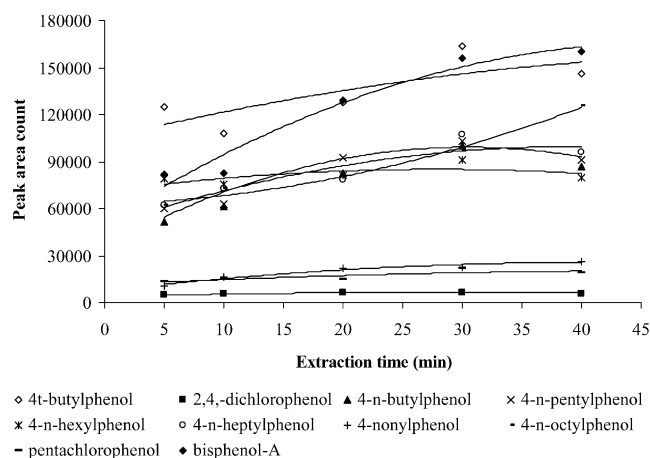 180000
150000
120000
90000
60000
30000
0
0 5 10 15 20 25 30 35 40 45
Peak area count
Extraction time (min)
4t-butylphenol 2,4,-dichlorophenol 4-n-butylphenol 4-n-pentylphenol
4-n-hexylphenol 4-n-heptylphenol 4-nonylphenol 4-n-octylphenol
pentachlorophenol bisphenol-A